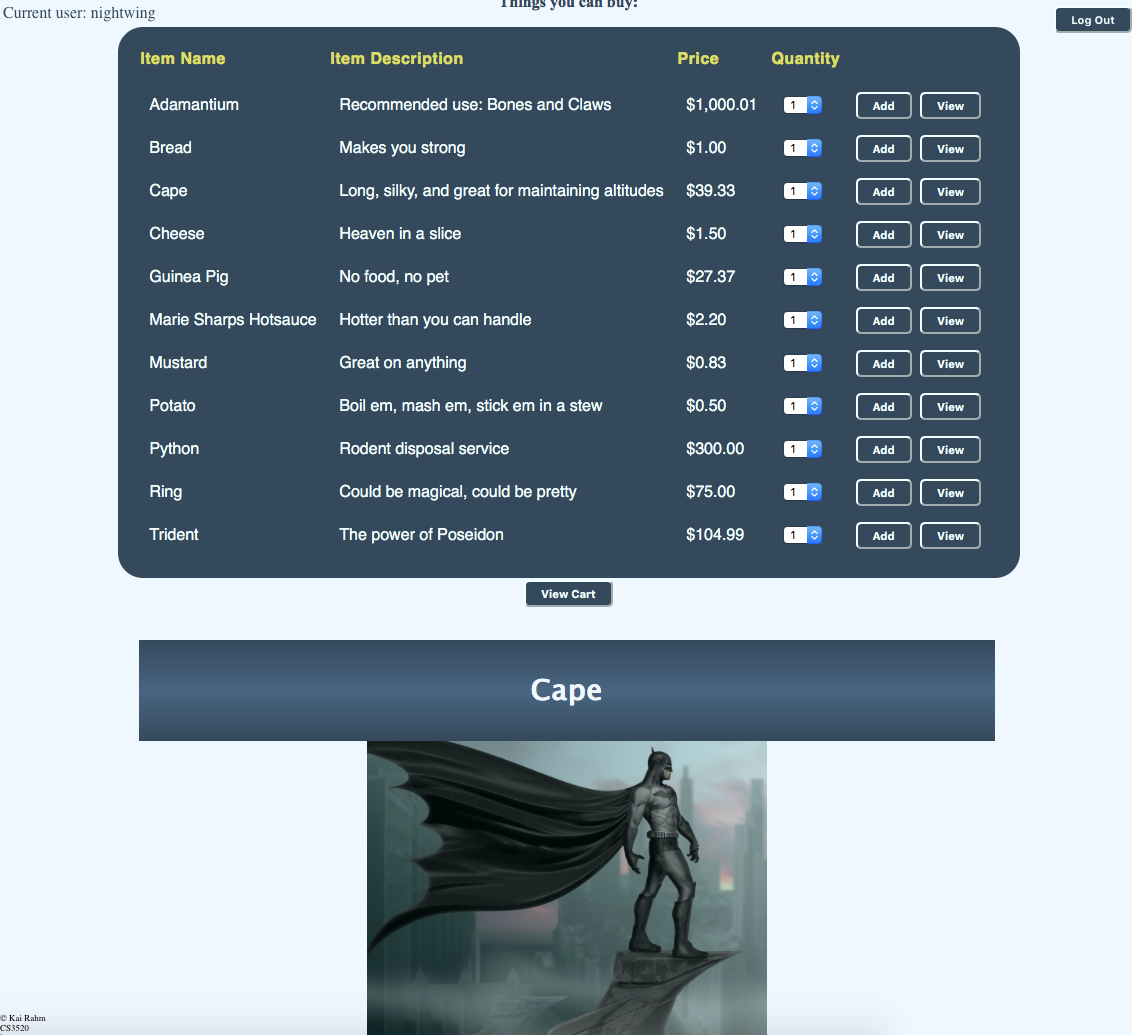 Things you can buy:
Current user: nightwing
Log Out
Item Name Item Description Price Quantity
Adamantium Recommended use: Bones and Claws $1,000.01 1 Add View
Bread Makes you strong $1.00 1 Add View
Cape Long, silky, and great for maintaining altitudes $39.33 1 Add View
Cheese Heaven in a slice $1.50 1 Add View
Guinea Pig No food, no pet $27.37 1 Add View
Marie Sharps Hotsauce Hotter than you can handle $2.20 1 Add View
Mustard Great on anything $0.83 1 Add View
Potato Boil em, mash em, stick em in a stew $0.50 1 Add View
Python Rodent disposal service $300.00 1 Add View
Ring Could be magical, could be pretty $75.00 1 Add View
Trident The power of Poseidon $104.99 1 Add View
View Cart
Cape
© Kai Rahm
CS3520